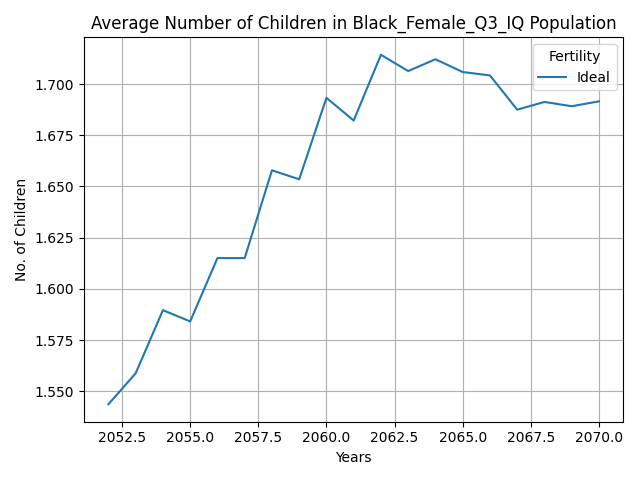 Average Number of Children in Black_Female_Q3_IQ Population
Fertility
Ideal
No. of Children
1.700
1.675
1.650
1.625
1.600
1.575
1.550
2052.5 2055.0 2057.5 2060.0 2062.5 2065.0 2067.5 2070.0
Years